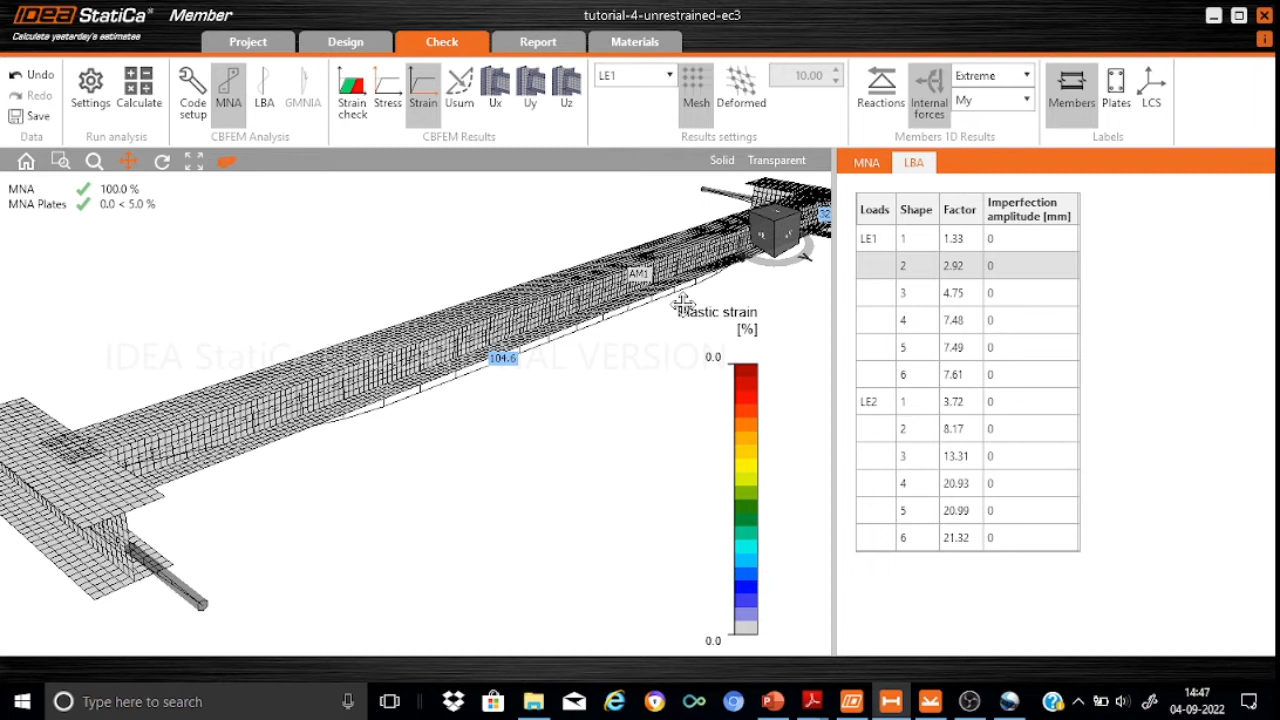 IDEA StatiCa® Member
Calculate yesterday's estimates
tutorial-4-unrestrained-ec3
Project Design Check Report Materials
Undo
Redo
Save
Data
Settings Calculate
Run analysis
Code setup MNA LBA GMNIA
CBFEM Analysis
Strain check Stress Strain Usum Ux Uy Uz
CBFEM Results
LE1
Mesh Deformed 10.00
Results settings
Reactions Internal forces Extreme My
Members 1D Results
Members Plates LCS
Labels
Solid Transparent
MNA 100.0 %
MNA Plates 0.0 < 5.0 %
32
AM1
104.6
Plastic strain
[%]
0.0
0.0
MNA LBA
Loads Shape Factor Imperfection amplitude [mm]
LE1 1 1.33 0
2 2.92 0
3 4.75 0
4 7.48 0
5 7.49 0
6 7.61 0
LE2 1 3.72 0
2 8.17 0
3 13.31 0
4 20.93 0
5 20.99 0
6 21.32 0
Type here to search
14:47
04-09-2022